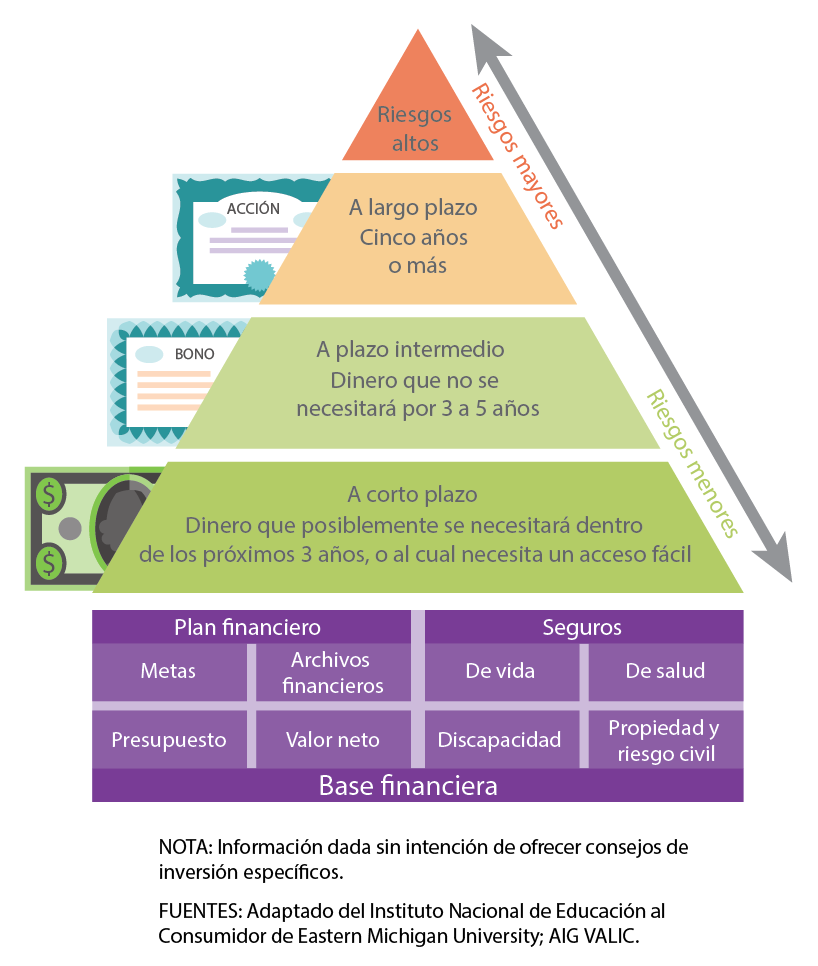 Riesgos
altos
Riesgos mayores
ACCIÓN
A largo plazo
Cinco años
o más
BONO
A plazo intermedio
Dinero que no se
necesitará por 3 a 5 años
Riesgos menores
$
$
A corto plazo
Dinero que posiblemente se necesitará dentro
de los próximos 3 años, o al cual necesita un acceso fácil
Plan financiero
Seguros
Metas
Archivos
financieros
De vida
De salud
Presupuesto
Valor neto
Discapacidad
Propiedad y
riesgo civil
Base financiera
NOTA: Información dada sin intención de ofrecer consejos de
inversión específicos.
FUENTES: Adaptado del Instituto Nacional de Educación al
Consumidor de Eastern Michigan University; AIG VALIC.